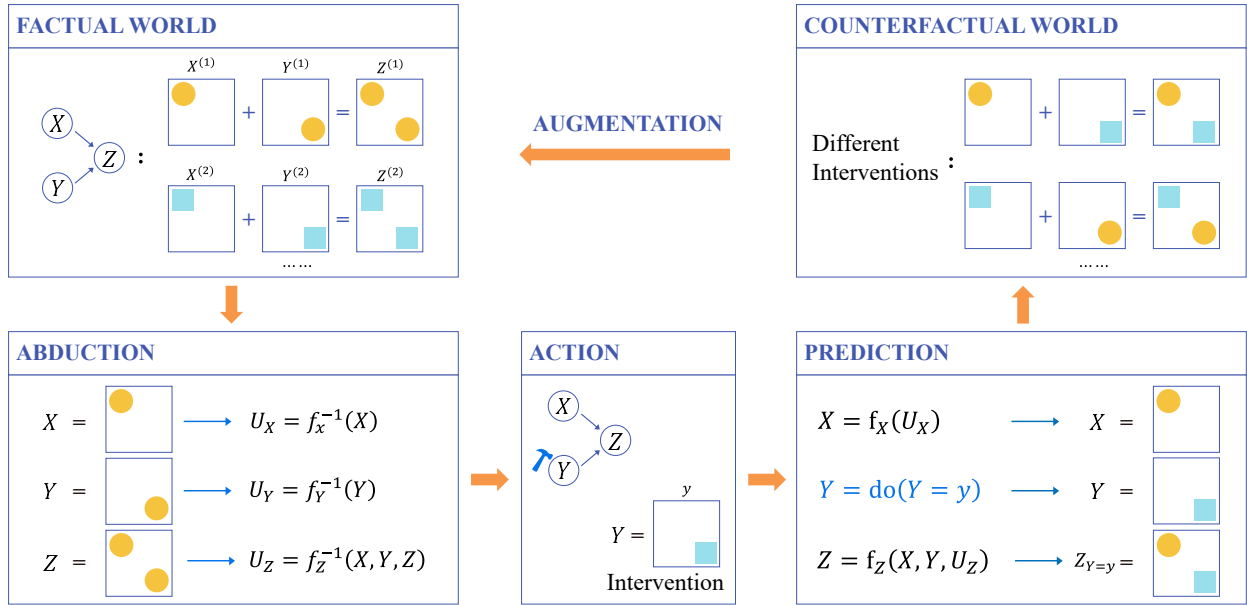 FACTUAL WORLD
X
Y
Z
:
X⁽¹⁾ Y⁽¹⁾ Z⁽¹⁾
+ =
X⁽²⁾ Y⁽²⁾ Z⁽²⁾
+ =
……
AUGMENTATION
COUNTERFACTUAL WORLD
Different
Interventions :
+ =
+ =
……
ABDUCTION
X = U_X = f_x^{-1}(X)
Y = U_Y = f_Y^{-1}(Y)
Z = U_Z = f_Z^{-1}(X, Y, Z)
ACTION
X
Z
Y
y
Y =
Intervention
PREDICTION
X = f_X(U_X) X =
Y = do(Y = y) Y =
Z = f_Z(X, Y, U_Z) Z_{Y=y} =